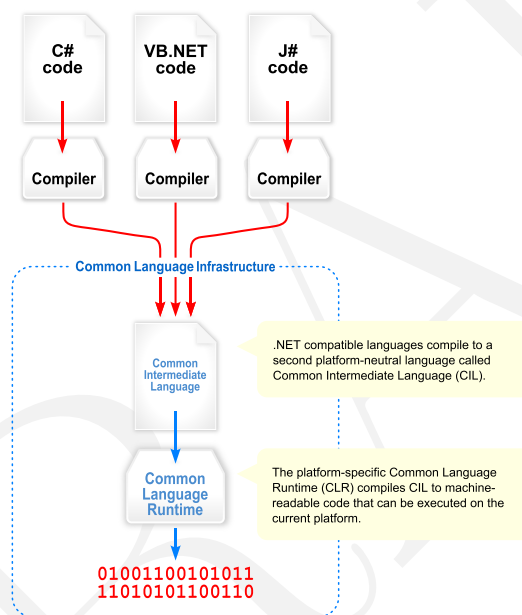 C#
code
VB.NET
code
J#
code
Compiler
Compiler
Compiler
Common Language Infrastructure
Common
Intermediate
Language
.NET compatible languages compile to a
second platform-neutral language called
Common Intermediate Language (CIL).
Common
Language
Runtime
The platform-specific Common Language
Runtime (CLR) compiles CIL to machine-
readable code that can be executed on the
current platform.
01001100101011
11010101100110